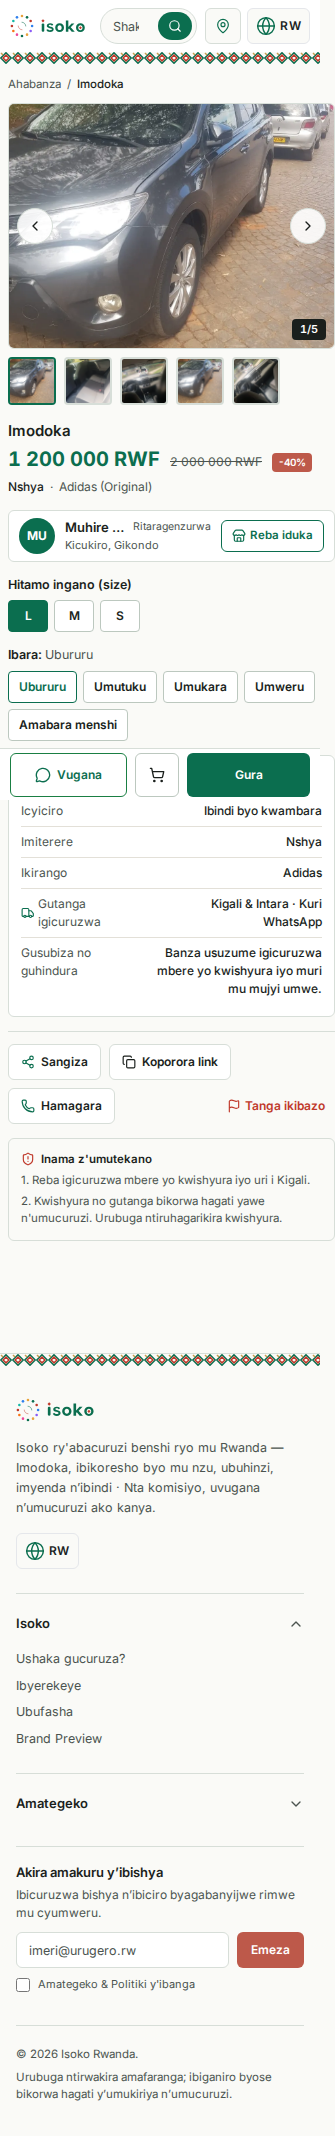 isoko
Shak
RW
Ahabanza / Imodoka
1/5
Imodoka
1 200 000 RWF 2 000 000 RWF -40%
Nshya · Adidas (Original)
MU
Muhire ... Ritaragenzurwa
Kicukiro, Gikondo
Reba iduka
Hitamo ingano (size)
L M S
Ibara: Ubururu
Ubururu Umutuku Umukara Umweru
Amabara menshi
Vugana
Gura
Icyiciro Ibindi byo kwambara
Imiterere Nshya
Ikirango Adidas
Gutanga igicuruzwa Kigali & Intara · Kuri WhatsApp
Gusubiza no guhindura Banza usuzume igicuruzwa mbere yo kwishyura iyo muri mu mujyi umwe.
Sangiza Koporora link
Hamagara Tanga ikibazo
Inama z'umutekano
1. Reba igicuruzwa mbere yo kwishyura iyo uri i Kigali.
2. Kwishyura no gutanga bikorwa hagati yawe
n'umucuruzi. Urubuga ntiruhagarikira kwishyura.
isoko
Isoko ry'abacuruzi benshi ryo mu Rwanda —
Imodoka, ibikoresho byo mu nzu, ubuhinzi,
imyenda n'ibindi · Nta komisiyo, uvugana
n'umucuruzi ako kanya.
RW
Isoko
Ushaka gucuruza?
Ibyerekeye
Ubufasha
Brand Preview
Amategeko
Akira amakuru y'ibishya
Ibicuruzwa bishya n'ibiciro byagabanyijwe rimwe
mu cyumweru.
imeri@urugero.rw
Emeza
Amategeko & Politiki y'ibanga
© 2026 Isoko Rwanda.
Urubuga ntirwakira amafaranga; ibiganiro byose
bikorwa hagati y'umukiriya n'umucuruzi.